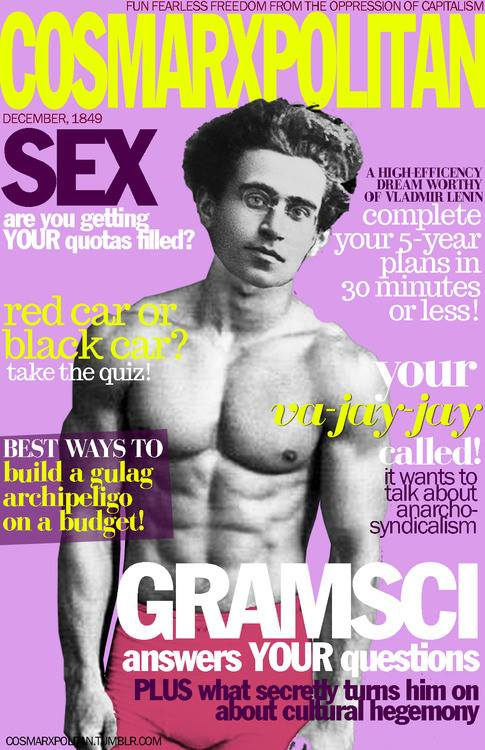 FUN FEARLESS FREEDOM FROM THE OPPRESSION OF CAPITALISM
COSMARXPOLITAN
DECEMBER, 1849
SEX
are you getting
YOUR quotas filled?
A HIGH-EFFICENCY
DREAM WORTHY
OF VLADMIR LENIN
complete
your 5-year
plans in
30 minutes
or less!
red car or
black car?
take the quiz!
your
va-jay-jay
called!
it wants to
talk about
anarcho-
syndicalism
BEST WAYS TO
build a gulag
archipeligo
on a budget!
GRAMSCI
answers YOUR questions
PLUS what secretly turns him on
about cultural hegemony
COSMARXPOLITAN.TUMBLR.COM